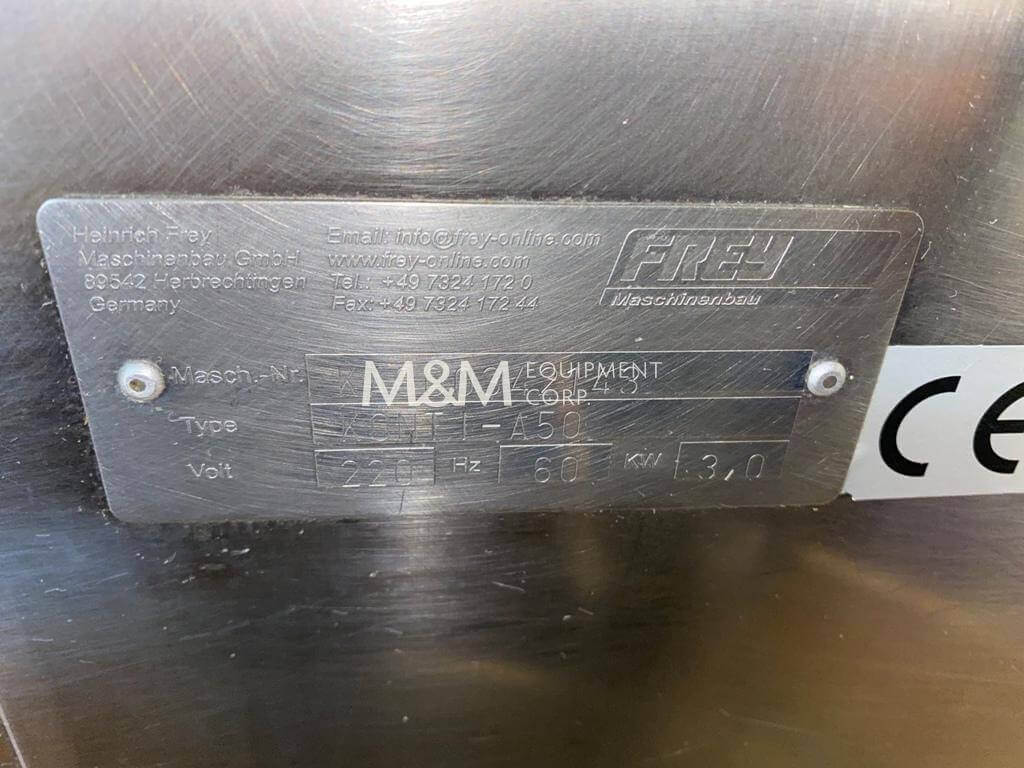 Heinrich Frey
Maschinenbau GmbH
89542 Herbrechtingen
Germany
Email: info@frey-online.com
www.frey-online.com
Tel.: +49 7324 172 0
Fax: +49 7324 172 44
FREY
Maschinenbau
Masch.-Nr.
M&M EQUIPMENT CORP.
Type KONTI-A50
Volt 220 Hz 60 KW 3,0
CE